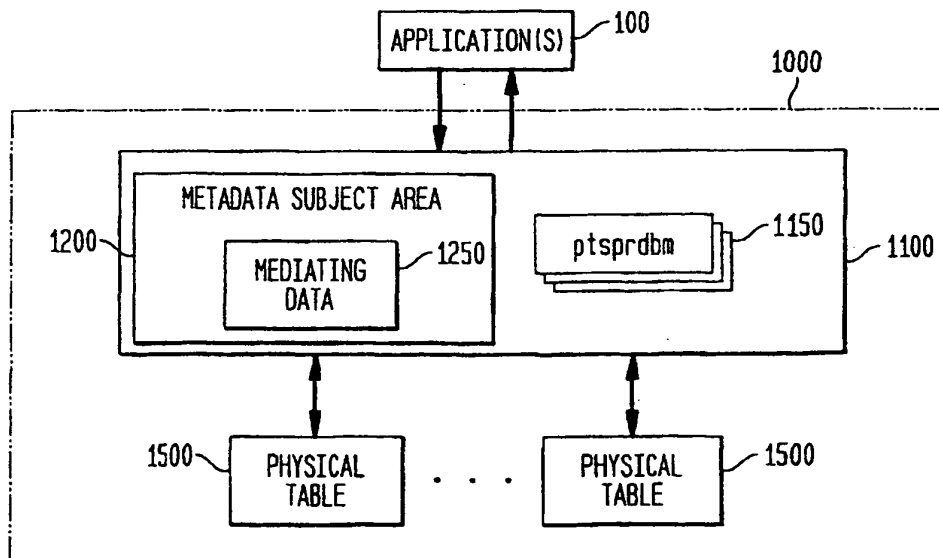 APPLICATION(S)
100
1000
METADATA SUBJECT AREA
1200
MEDIATING
DATA
1250
ptsprdbm
1150
1100
1500
PHYSICAL
TABLE
. . .
PHYSICAL
TABLE
1500